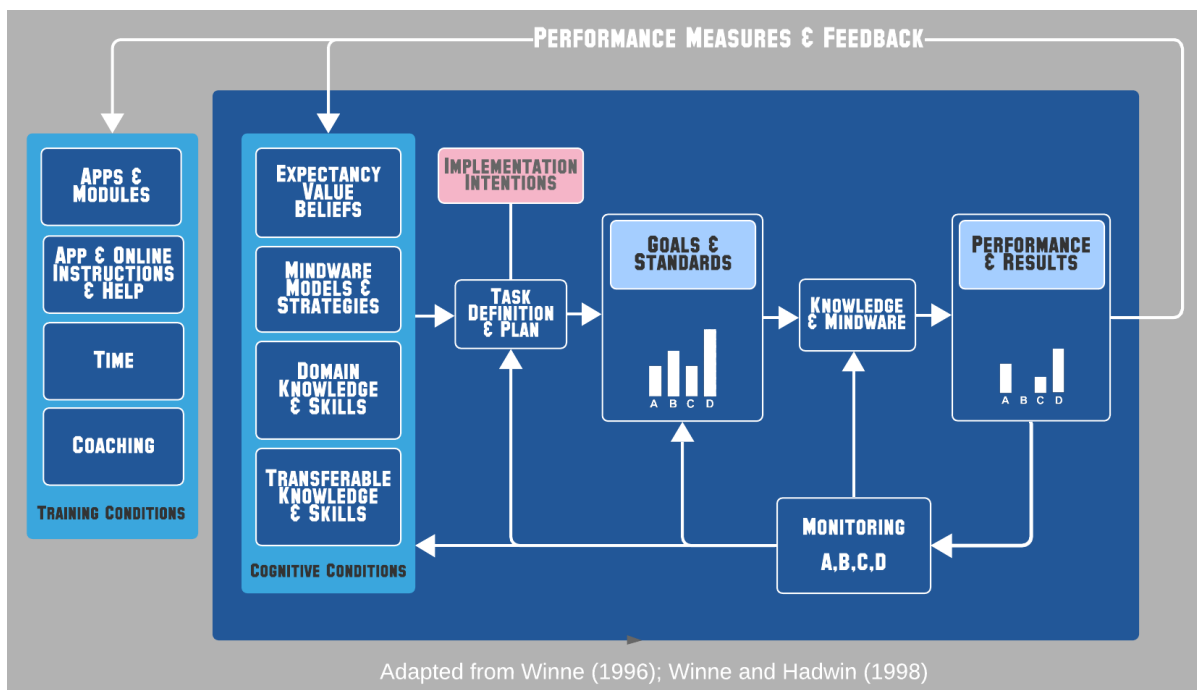 PERFORMANCE MEASURES & FEEDBACK
APPS &
MODULES
APP & ONLINE
INSTRUCTIONS
& HELP
TIME
COACHING
TRAINING CONDITIONS
EXPECTANCY
VALUE
BELIEFS
MINDWARE
MODELS &
STRATEGIES
DOMAIN
KNOWLEDGE
& SKILLS
TRANSFERABLE
KNOWLEDGE
& SKILLS
COGNITIVE CONDITIONS
IMPLEMENTATION
INTENTIONS
TASK
DEFINITION
& PLAN
GOALS &
STANDARDS
A B C D
KNOWLEDGE
& MINDWARE
PERFORMANCE
& RESULTS
A B C D
MONITORING
A,B,C,D
Adapted from Winne (1996); Winne and Hadwin (1998)